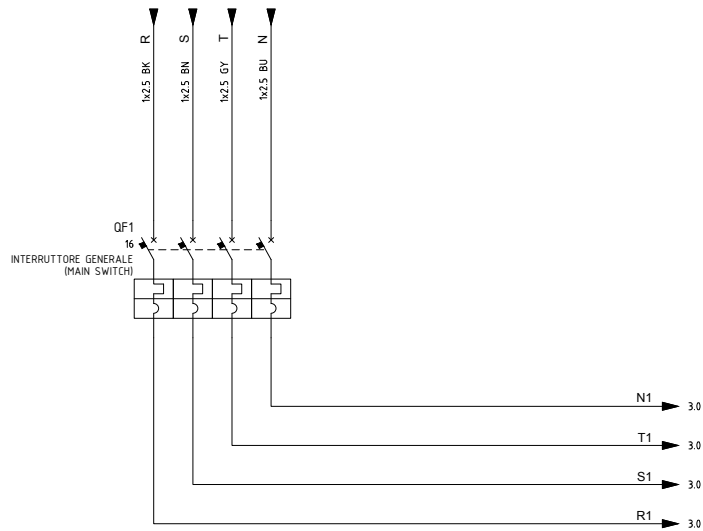 R
S
T
N
1x2.5 BK
1x2.5 BN
1x2.5 GY
1x2.5 BU
QF1
16
INTERRUTTORE GENERALE
(MAIN SWITCH)
N1
3.0
T1
3.0
S1
3.0
R1
3.0